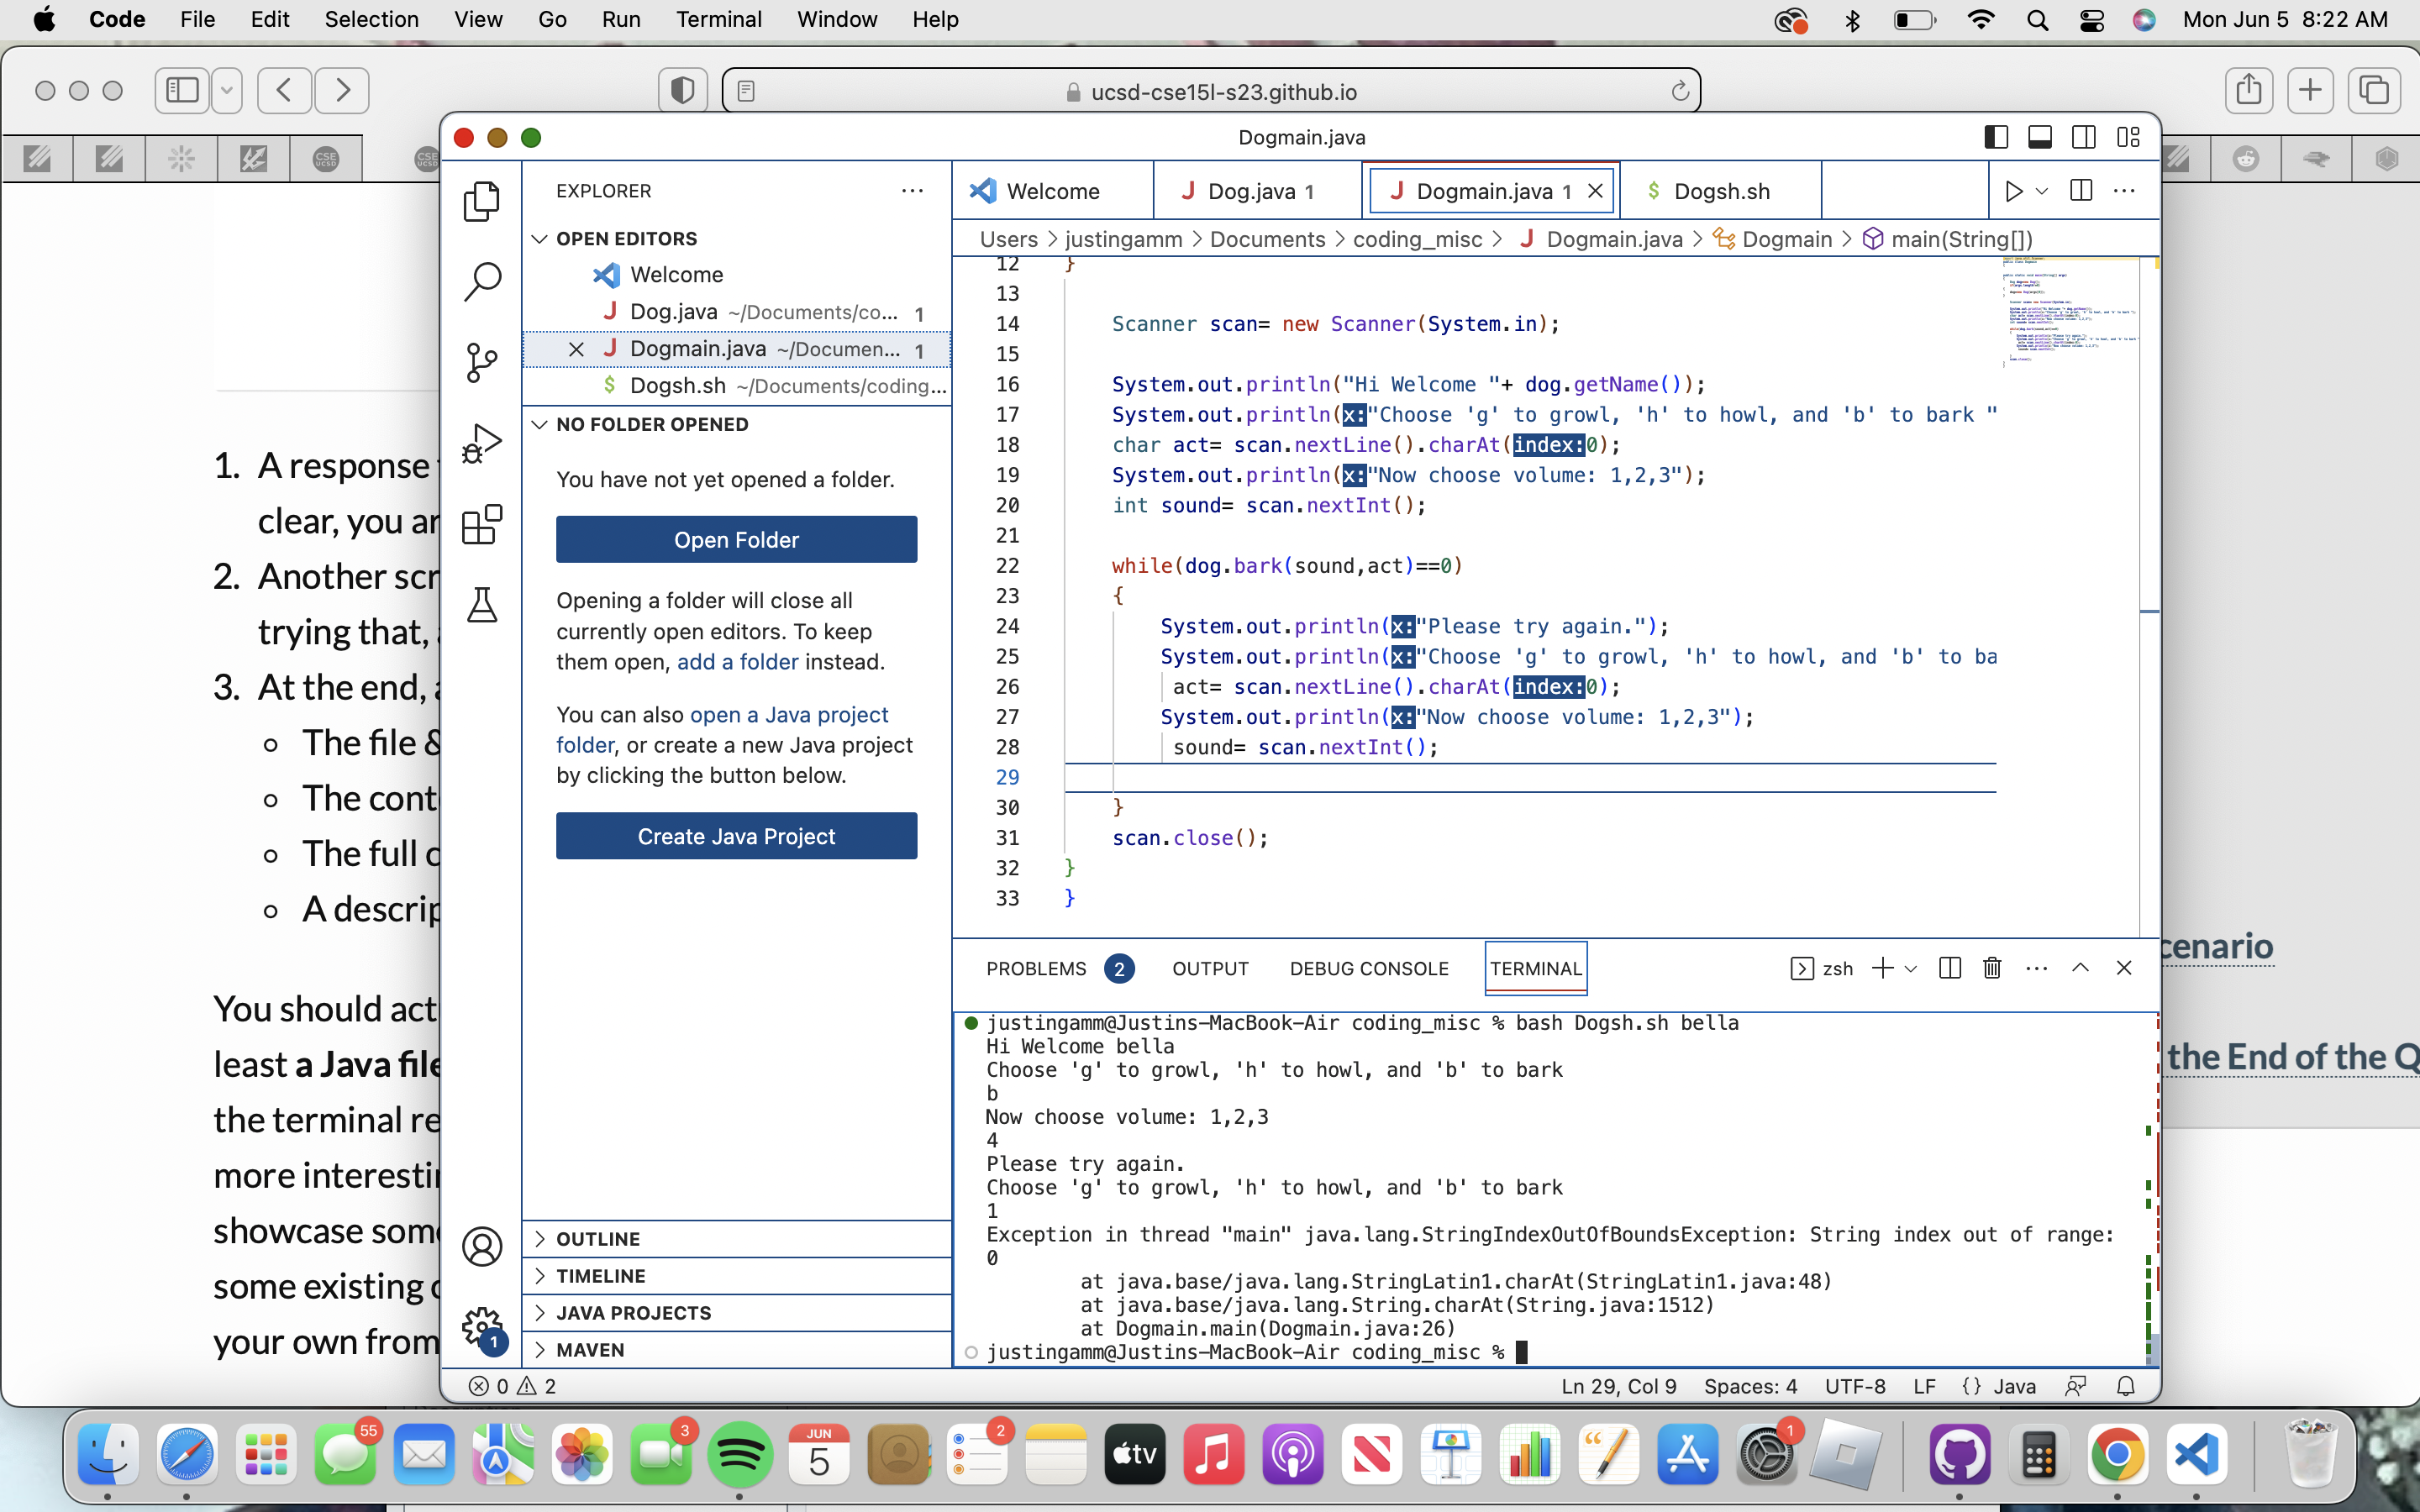 Code File Edit Selection View Go Run Terminal Window Help Mon Jun 5 8:22 AM
ucsd-cse15l-s23.github.io
Dogmain.java
EXPLORER
Welcome
Dog.java 1
Dogmain.java 1
Dogsh.sh
Users > justingamm > Documents > coding_misc > Dogmain.java > Dogmain > main(String[])
OPEN EDITORS
Welcome
Dog.java ~/Documents/co... 1
Dogmain.java ~/Documen... 1
Dogsh.sh ~/Documents/coding...
NO FOLDER OPENED
You have not yet opened a folder.
Open Folder
Opening a folder will close all
currently open editors. To keep
them open, add a folder instead.
You can also open a Java project
folder, or create a new Java project
by clicking the button below.
Create Java Project
OUTLINE
TIMELINE
JAVA PROJECTS
MAVEN
12 }
13
14 Scanner scan= new Scanner(System.in);
15
16 System.out.println("Hi Welcome "+ dog.getName());
17 System.out.println(x:"Choose 'g' to growl, 'h' to howl, and 'b' to bark "
18 char act= scan.nextLine().charAt(index:0);
19 System.out.println(x:"Now choose volume: 1,2,3");
20 int sound= scan.nextInt();
21
22 while(dog.bark(sound,act)==0)
23 {
24 System.out.println(x:"Please try again.");
25 System.out.println(x:"Choose 'g' to growl, 'h' to howl, and 'b' to ba
26 act= scan.nextLine().charAt(index:0);
27 System.out.println(x:"Now choose volume: 1,2,3");
28 sound= scan.nextInt();
29
30 }
31 scan.close();
32 }
33 }
PROBLEMS 2 OUTPUT DEBUG CONSOLE TERMINAL zsh
justingamm@Justins-MacBook-Air coding_misc % bash Dogsh.sh bella
Hi Welcome bella
Choose 'g' to growl, 'h' to howl, and 'b' to bark
b
Now choose volume: 1,2,3
4
Please try again.
Choose 'g' to growl, 'h' to howl, and 'b' to bark
1
Exception in thread "main" java.lang.StringIndexOutOfBoundsException: String index out of range:
0
at java.base/java.lang.StringLatin1.charAt(StringLatin1.java:48)
at java.base/java.lang.String.charAt(String.java:1512)
at Dogmain.main(Dogmain.java:26)
justingamm@Justins-MacBook-Air coding_misc %
1
0 2 Ln 29, Col 9 Spaces: 4 UTF-8 LF {} Java
1. A response
clear, you ar
2. Another scr
trying that,
3. At the end,
The file &
The cont
The full c
A descrip
You should act
least a Java file
the terminal re
more interesti
showcase som
some existing
your own from
cenario
the End of the Q
55 3 JUN 5 2 tv 1